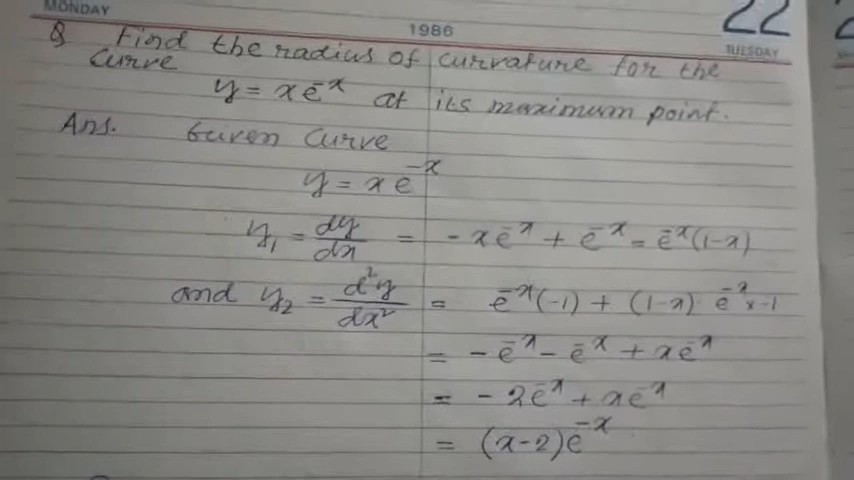 MONDAY
1986
22
TUESDAY
Q Find the radius of curvature for the
curve
y = xe⁻ˣ at its maximum point.
Ans. Given curve
y = x e⁻ˣ
y₁ = dy/dx = -xe⁻ˣ + e⁻ˣ = e⁻ˣ(1-x)
and y₂ = d²y/dx² = e⁻ˣ(-1) + (1-x)·e⁻ˣ × -1
= -e⁻ˣ - e⁻ˣ + xe⁻ˣ
= -2e⁻ˣ + xe⁻ˣ
= (x-2)e⁻ˣ